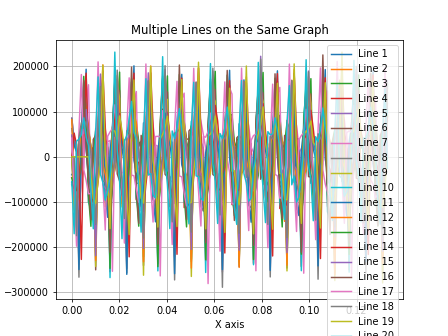 Multiple Lines on the Same Graph
200000
100000
0
−100000
−200000
−300000
0.00
0.02
0.04
0.06
0.08
0.10
X axis
Line 1
Line 2
Line 3
Line 4
Line 5
Line 6
Line 7
Line 8
Line 9
Line 10
Line 11
Line 12
Line 13
Line 14
Line 15
Line 16
Line 17
Line 18
Line 19
Line 20